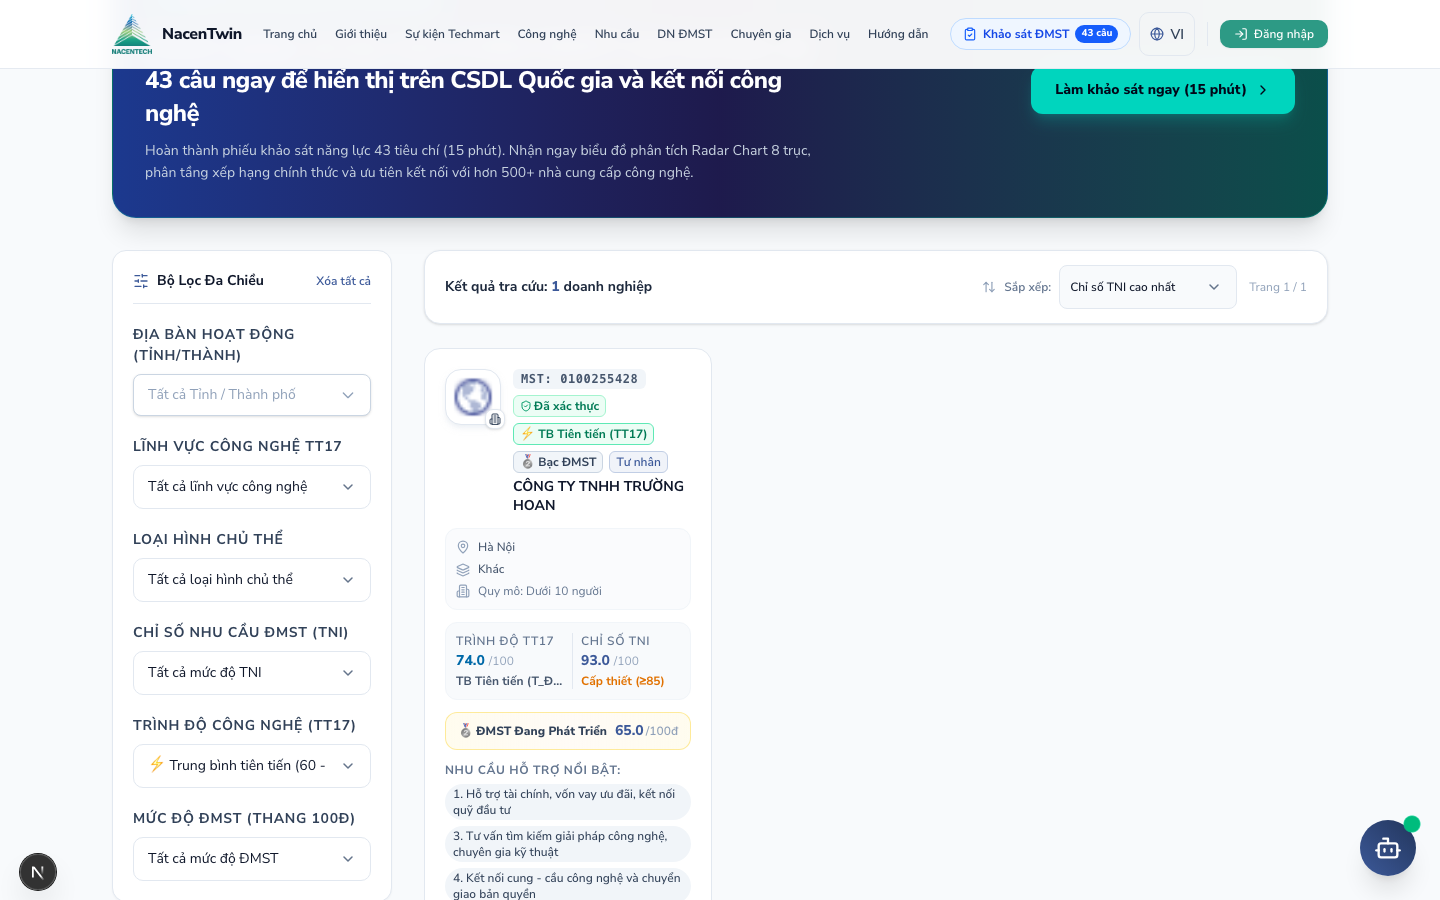 NACENTECH
NacenTwin
Trang chủ
Giới thiệu
Sự kiện Techmart
Công nghệ
Nhu cầu
DN ĐMST
Chuyên gia
Dịch vụ
Hướng dẫn
Khảo sát ĐMST 43 câu
VI
Đăng nhập
43 câu ngay để hiển thị trên CSDL Quốc gia và kết nối công
nghệ
Hoàn thành phiếu khảo sát năng lực 43 tiêu chí (15 phút). Nhận ngay biểu đồ phân tích Radar Chart 8 trục,
phân tầng xếp hạng chính thức và ưu tiên kết nối với hơn 500+ nhà cung cấp công nghệ.
Làm khảo sát ngay (15 phút)
Bộ Lọc Đa Chiều
Xóa tất cả
ĐỊA BÀN HOẠT ĐỘNG
(TỈNH/THÀNH)
Tất cả Tỉnh / Thành phố
LĨNH VỰC CÔNG NGHỆ TT17
Tất cả lĩnh vực công nghệ
LOẠI HÌNH CHỦ THỂ
Tất cả loại hình chủ thể
CHỈ SỐ NHU CẦU ĐMST (TNI)
Tất cả mức độ TNI
TRÌNH ĐỘ CÔNG NGHỆ (TT17)
⚡ Trung bình tiên tiến (60 -
MỨC ĐỘ ĐMST (THANG 100Đ)
Tất cả mức độ ĐMST
Kết quả tra cứu: 1 doanh nghiệp
Sắp xếp:
Chỉ số TNI cao nhất
Trang 1 / 1
MST: 0100255428
Đã xác thực
⚡ TB Tiên tiến (TT17)
🥈 Bạc ĐMST
Tư nhân
CÔNG TY TNHH TRƯỜNG
HOAN
Hà Nội
Khác
Quy mô: Dưới 10 người
TRÌNH ĐỘ TT17
74.0 /100
TB Tiên tiến (T_Đ...
CHỈ SỐ TNI
93.0 /100
Cấp thiết (≥85)
🥈 ĐMST Đang Phát Triển 65.0/100đ
NHU CẦU HỖ TRỢ NỔI BẬT:
1. Hỗ trợ tài chính, vốn vay ưu đãi, kết nối
quỹ đầu tư
3. Tư vấn tìm kiếm giải pháp công nghệ,
chuyên gia kỹ thuật
4. Kết nối cung - cầu công nghệ và chuyển
giao bản quyền
N